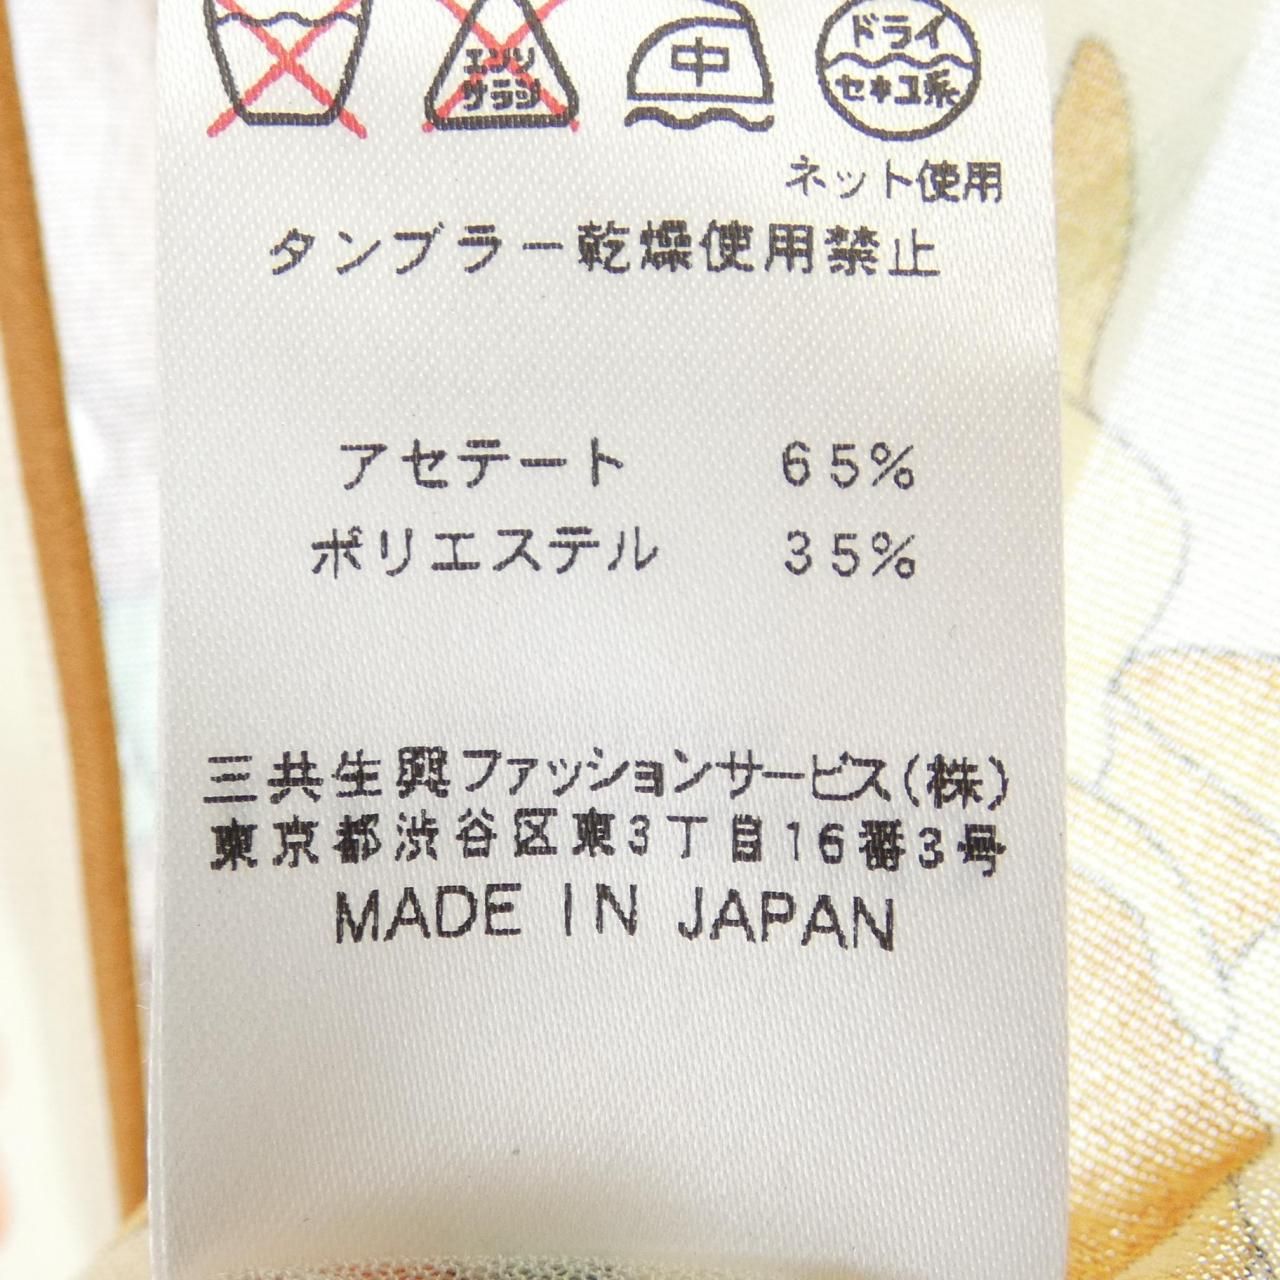 エンソ 中 ドライ
サラシ セキユ系
ネット使用
タンブラー乾燥使用禁止
アセテート 65%
ポリエステル 35%
三共生興ファッションサービス(株)
東京都渋谷区東3丁目16番3号
MADE IN JAPAN